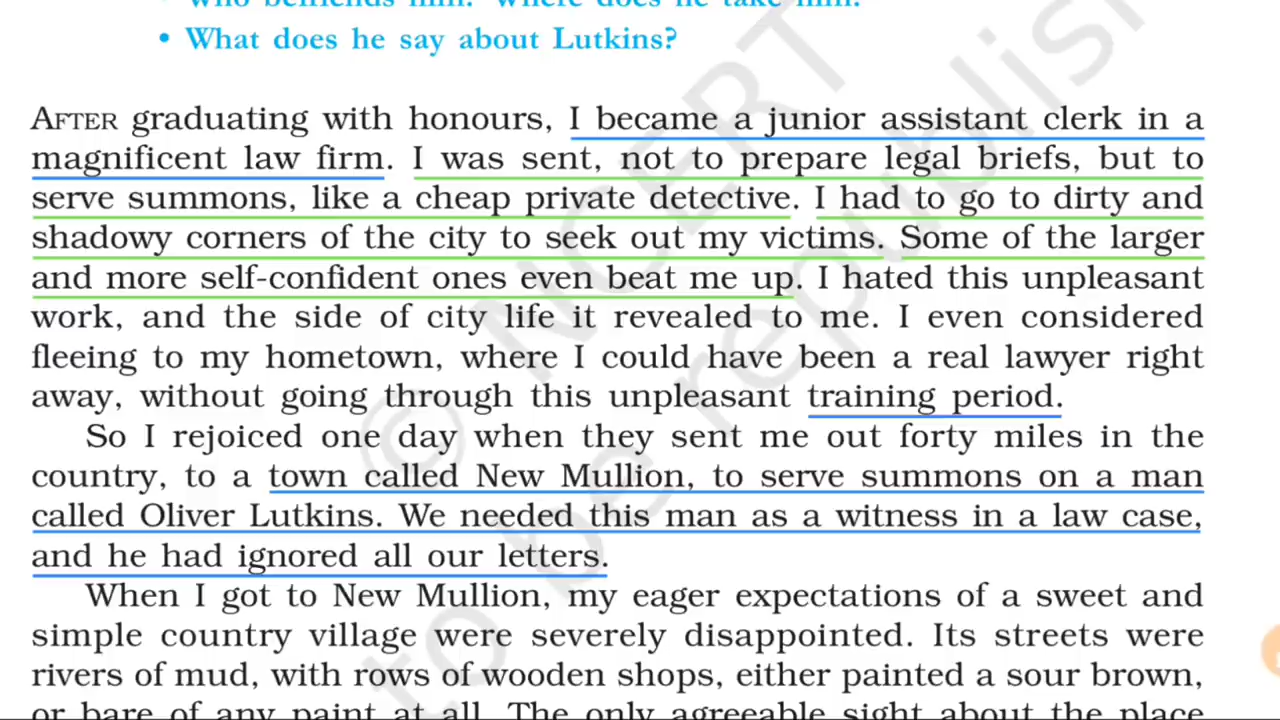 • Who befriends him? Where does he take him?
• What does he say about Lutkins?
AFTER graduating with honours, I became a junior assistant clerk in a
magnificent law firm. I was sent, not to prepare legal briefs, but to
serve summons, like a cheap private detective. I had to go to dirty and
shadowy corners of the city to seek out my victims. Some of the larger
and more self-confident ones even beat me up. I hated this unpleasant
work, and the side of city life it revealed to me. I even considered
fleeing to my hometown, where I could have been a real lawyer right
away, without going through this unpleasant training period.
So I rejoiced one day when they sent me out forty miles in the
country, to a town called New Mullion, to serve summons on a man
called Oliver Lutkins. We needed this man as a witness in a law case,
and he had ignored all our letters.
When I got to New Mullion, my eager expectations of a sweet and
simple country village were severely disappointed. Its streets were
rivers of mud, with rows of wooden shops, either painted a sour brown,
or bare of any paint at all. The only agreeable sight about the place
© NCERT
to be republish